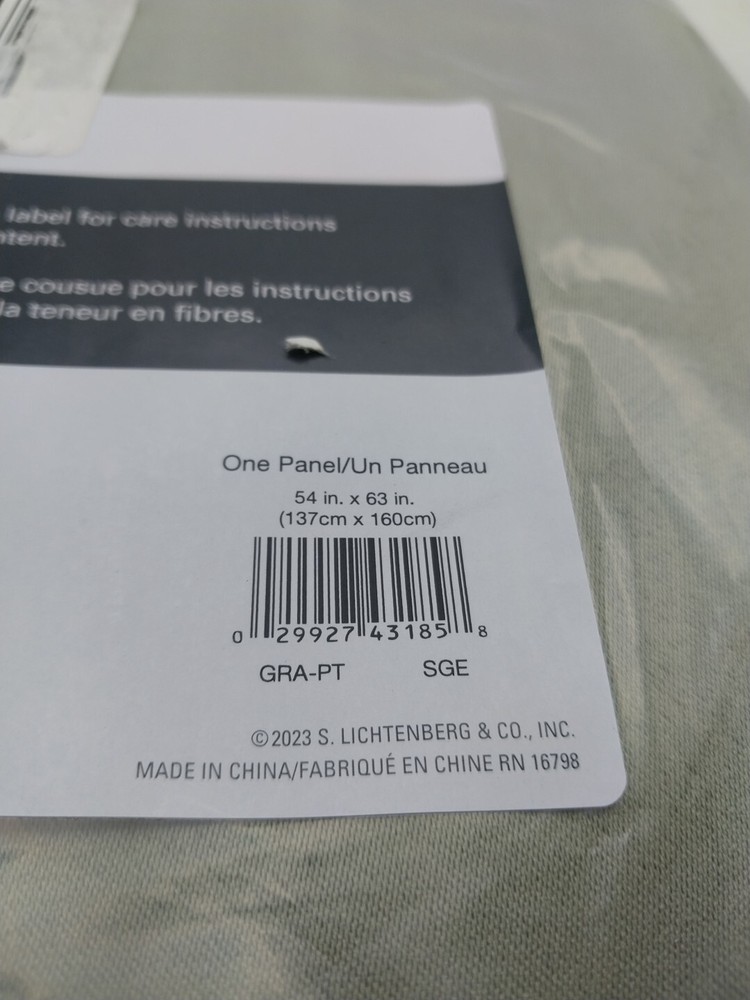 label for care instructions
ntent.
e cousue pour les instructions
la teneur en fibres.
One Panel/Un Panneau
54 in. x 63 in.
(137cm x 160cm)
0 29927 43185 8
GRA-PT SGE
©2023 S. LICHTENBERG & CO., INC.
MADE IN CHINA/FABRIQUÉ EN CHINE RN 16798